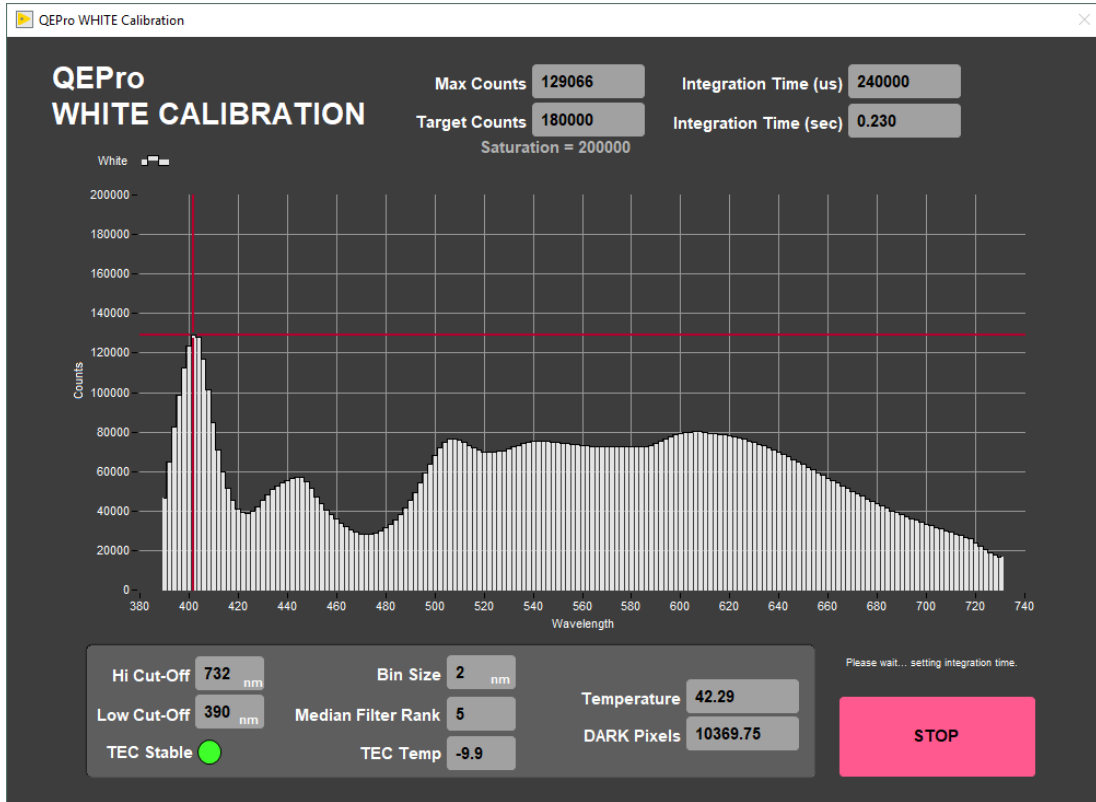 QEPro WHITE Calibration
QEPro
WHITE CALIBRATION
Max Counts 129066
Target Counts 180000
Saturation = 200000
Integration Time (us) 240000
Integration Time (sec) 0.230
White
200000
180000
160000
140000
120000
100000
80000
60000
40000
20000
0
Counts
380 400 420 440 460 480 500 520 540 560 580 600 620 640 660 680 700 720 740
Wavelength
Hi Cut-Off 732 nm
Low Cut-Off 390 nm
TEC Stable
Bin Size 2 nm
Median Filter Rank 5
TEC Temp -9.9
Temperature 42.29
DARK Pixels 10369.75
Please wait... setting integration time.
STOP